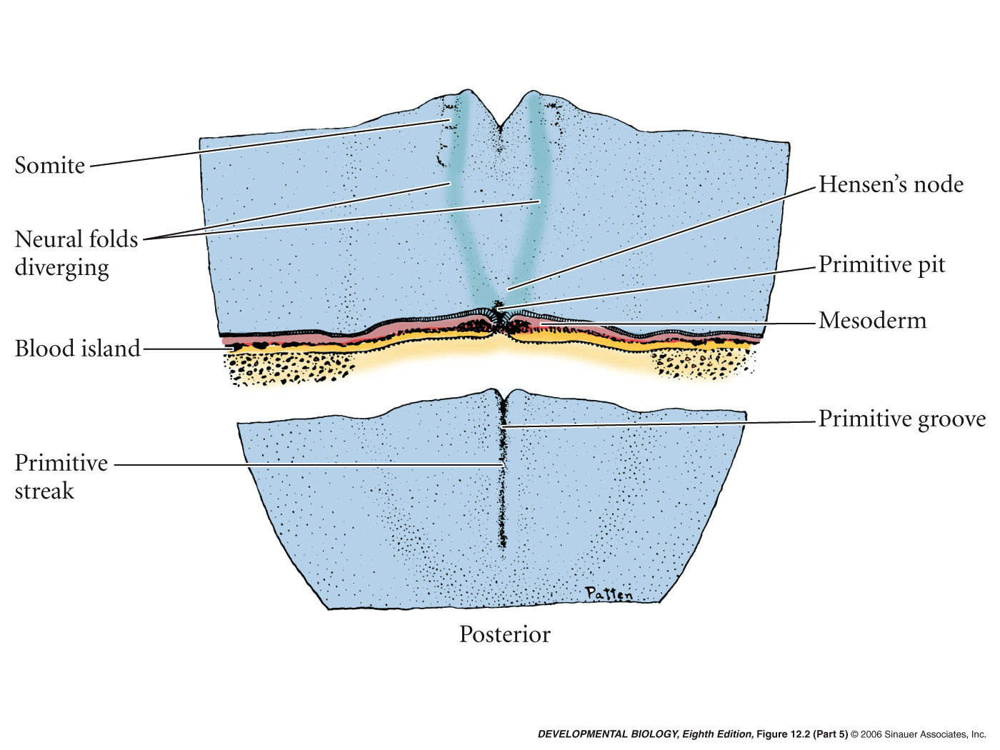 Somite
Neural folds
diverging
Blood island
Primitive
streak
Hensen’s node
Primitive pit
Mesoderm
Primitive groove
Patten
Posterior
DEVELOPMENTAL BIOLOGY, Eighth Edition, Figure 12.2 (Part 5) © 2006 Sinauer Associates, Inc.